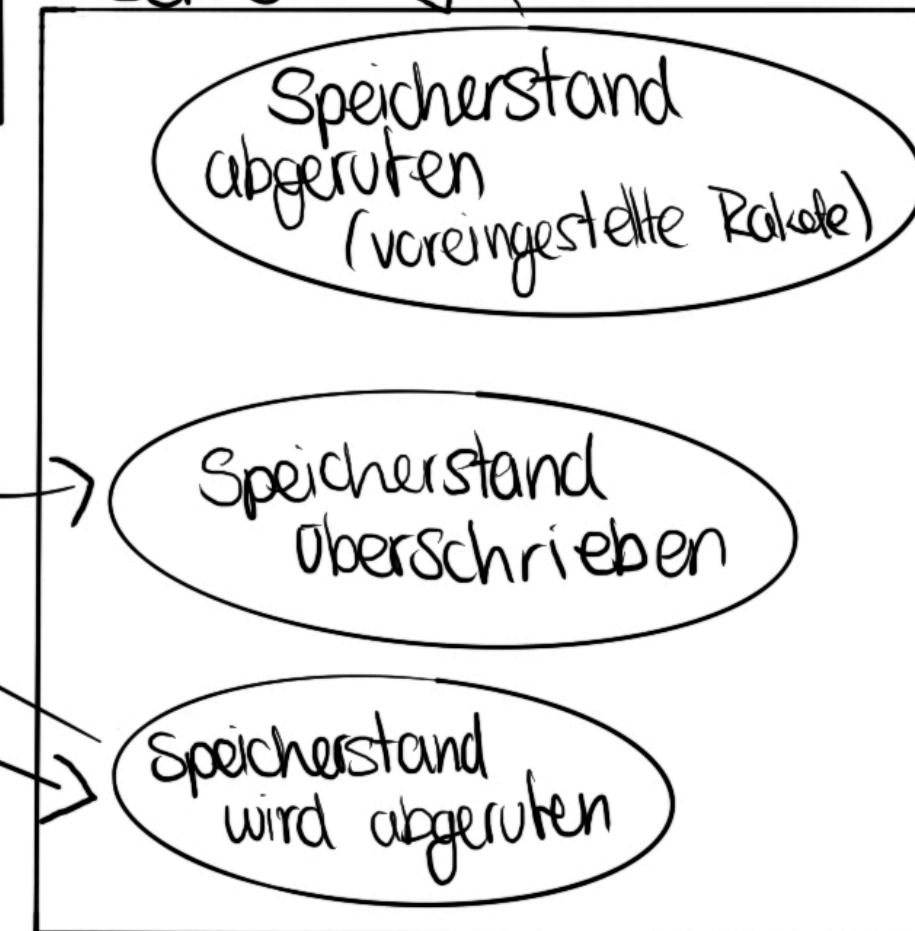 Speicherstand
abgerufen
(voreingestellte Rakete)
Speicherstand
überschrieben
Speicherstand
wird abgerufen